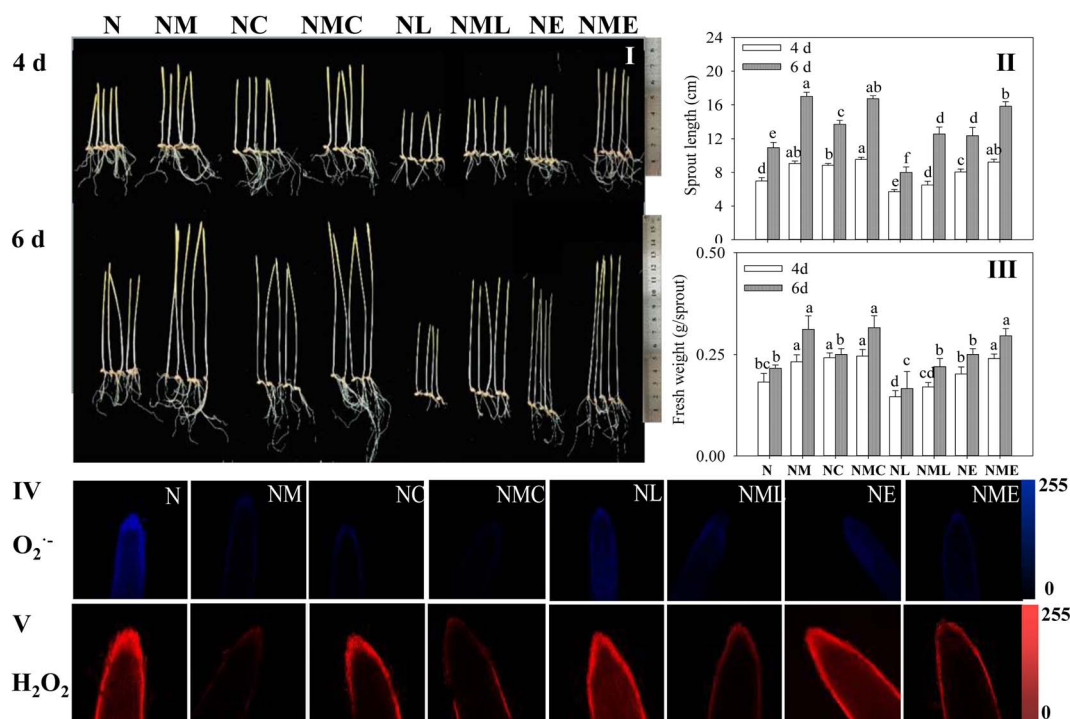 N NM NC NMC NL NML NE NME
4 d
I
6 d
II
24
20
16
12
8
4
0
Sprout length (cm)
4 d
6 d
d e ab a b c a ab e f d d c d ab b
III
0.50
0.25
0.00
Fresh weight (g/sprout)
4d
6d
bc b a a a b a a d c cd b b b a a
N NM NC NMC NL NML NE NME
IV
O₂˙⁻
N NM NC NMC NL NML NE NME
255
0
V
H₂O₂
255
0